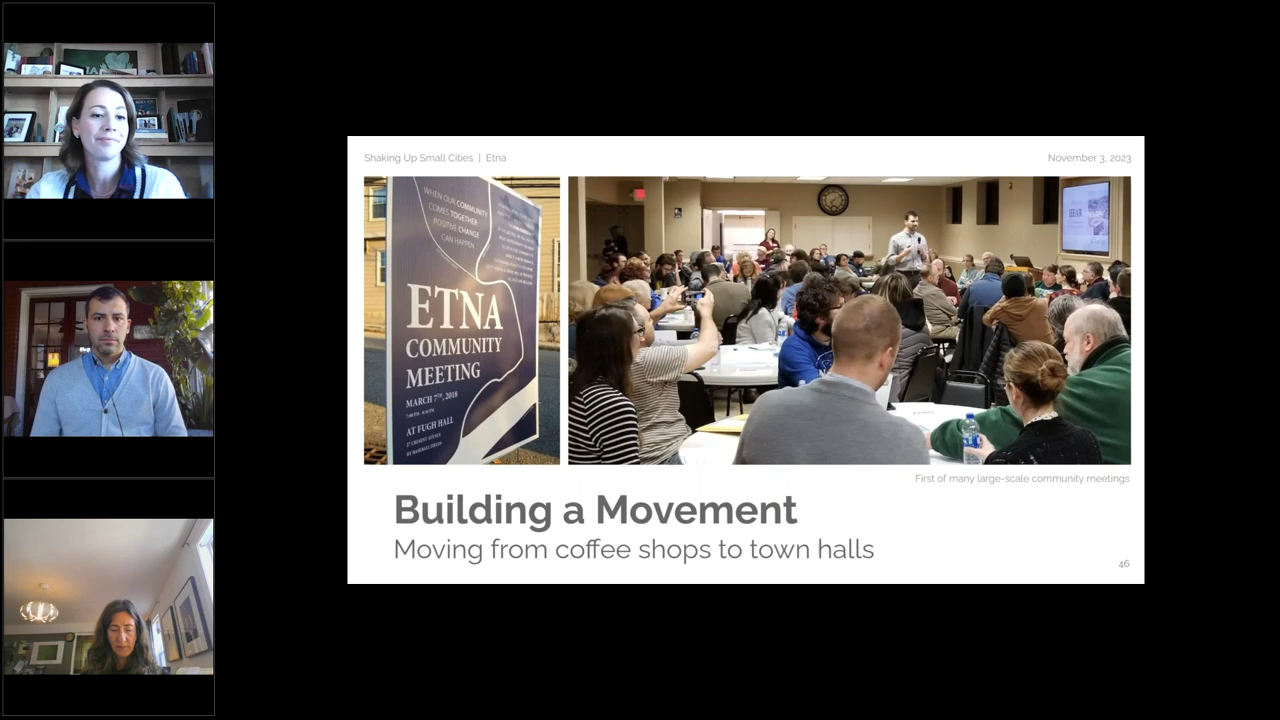 Shaking Up Small Cities | Etna
November 3, 2023
WHEN OUR COMMUNITY
COMES TOGETHER
POSITIVE CHANGE
CAN HAPPEN
ETNA
COMMUNITY
MEETING
MARCH 7TH, 2018
AT FUGH HALL
HEAR
First of many large-scale community meetings
Building a Movement
Moving from coffee shops to town halls
46